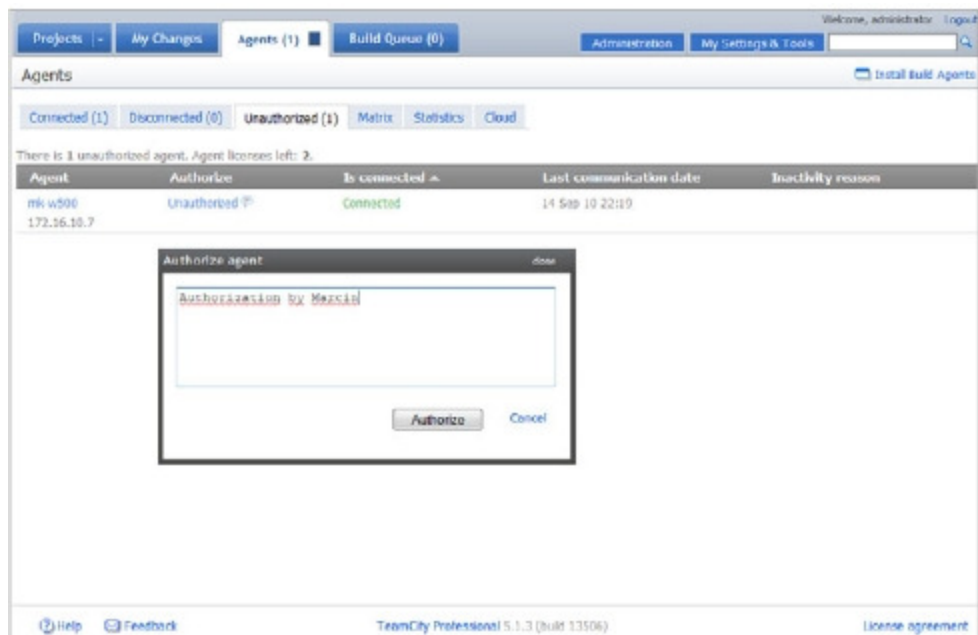 Welcome, administrator Logout
Projects My Changes Agents (1) Build Queue (0) Administration My Settings & Tools
Agents Install Build Agents
Connected (1) Disconnected (0) Unauthorized (1) Matrix Statistics Cloud
There is 1 unauthorized agent. Agent licenses left: 2.
Agent Authorize Is connected Last communication date Inactivity reason
mk-w500 Unauthorized Connected 14 Sep 10 22:19
172.16.10.7
Authorize agent close
Authorization by Marcin
Authorize Cancel
Help Feedback TeamCity Professional 5.1.3 (build 13506) License agreement